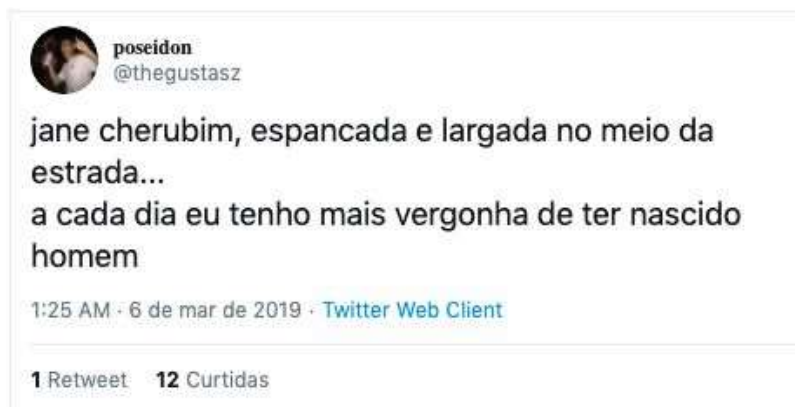 poseidon
@thegustasz
jane cherubim, espancada e largada no meio da
estrada...
a cada dia eu tenho mais vergonha de ter nascido
homem
1:25 AM · 6 de mar de 2019 · Twitter Web Client
1 Retweet 12 Curtidas